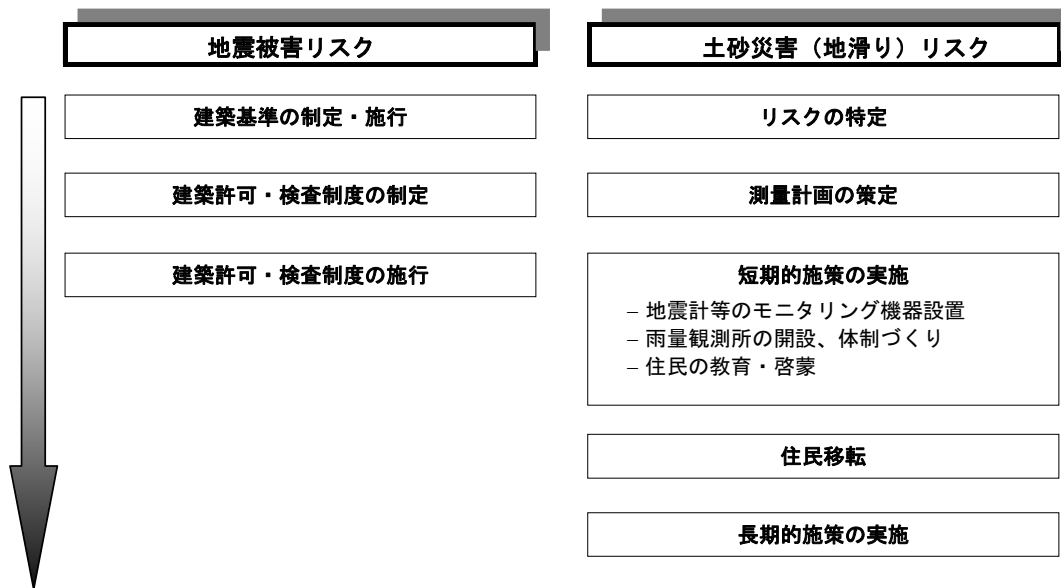 地震被害リスク
建築基準の制定・施行
建築許可・検査制度の制定
建築許可・検査制度の施行
土砂災害（地滑り）リスク
リスクの特定
測量計画の策定
短期的施策の実施
– 地震計等のモニタリング機器設置
– 雨量観測所の開設、体制づくり
– 住民の教育・啓蒙
住民移転
長期的施策の実施